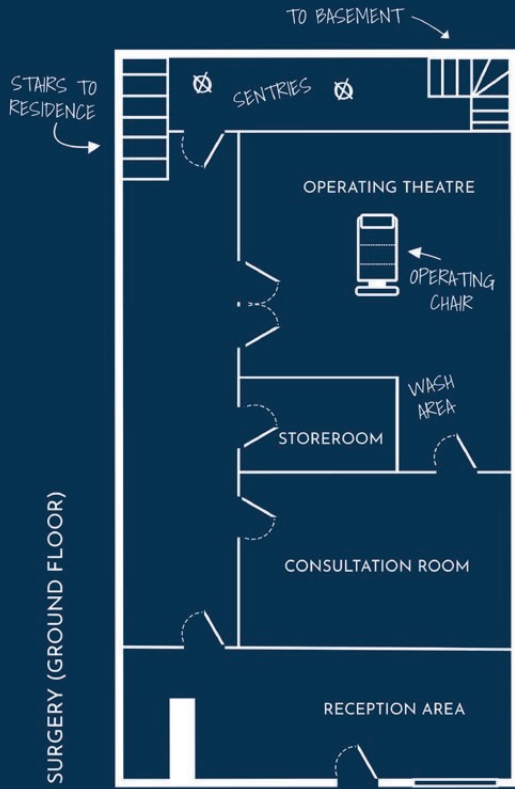 TO BASEMENT
STAIRS TO
RESIDENCE
SENTRIES
OPERATING THEATRE
OPERATING
CHAIR
WASH
AREA
STOREROOM
CONSULTATION ROOM
RECEPTION AREA
SURGERY (GROUND FLOOR)